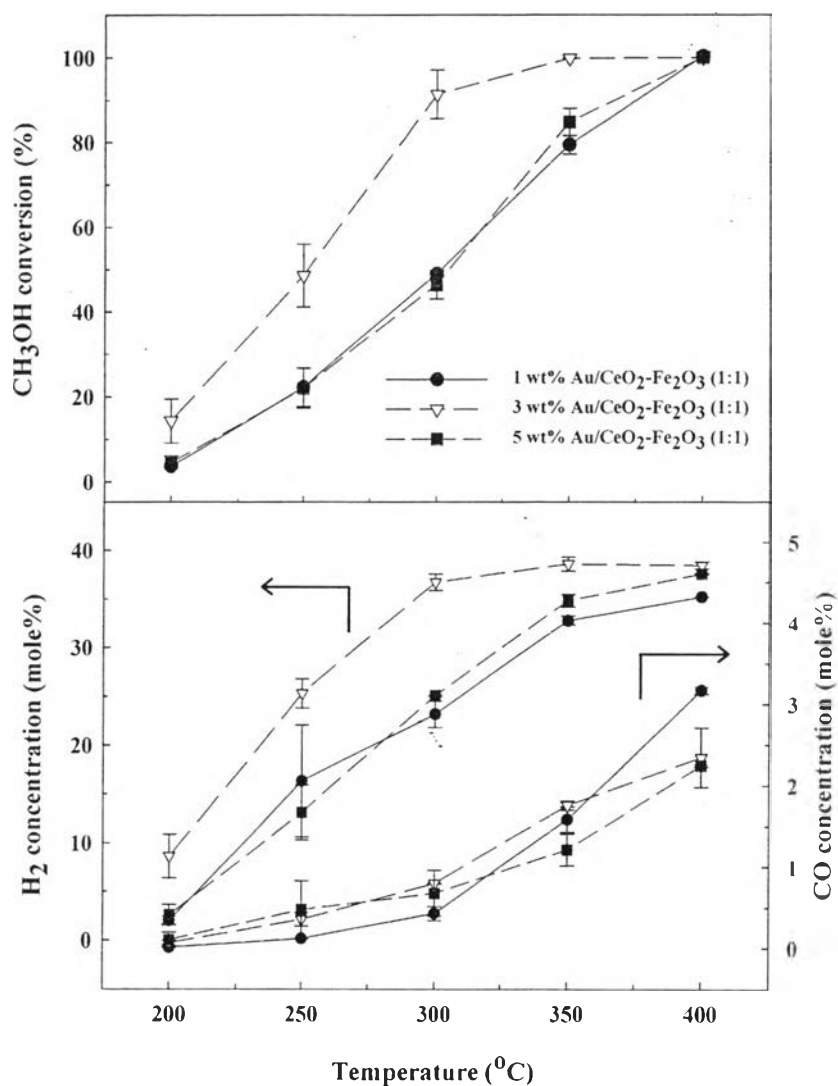 CH3OH conversion (%)
100
80
60
40
20
0
1 wt% Au/CeO2-Fe2O3 (1:1)
3 wt% Au/CeO2-Fe2O3 (1:1)
5 wt% Au/CeO2-Fe2O3 (1:1)
H2 concentration (mole%)
40
30
20
10
0
5
4
3
2
1
0
CO concentration (mole%)
200 250 300 350 400
Temperature (°C)